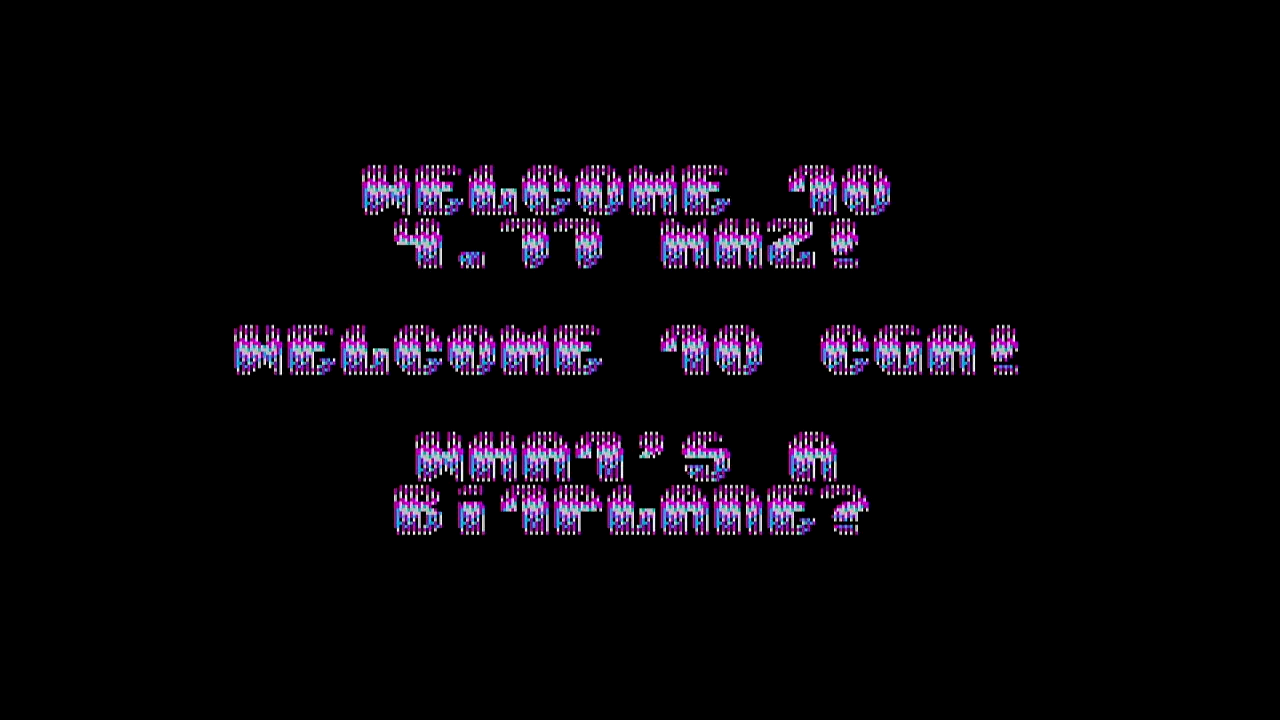 WELCOME TO
4.77 MHZ!
WELCOME TO CGA!
WHAT'S A
BITPLANE?